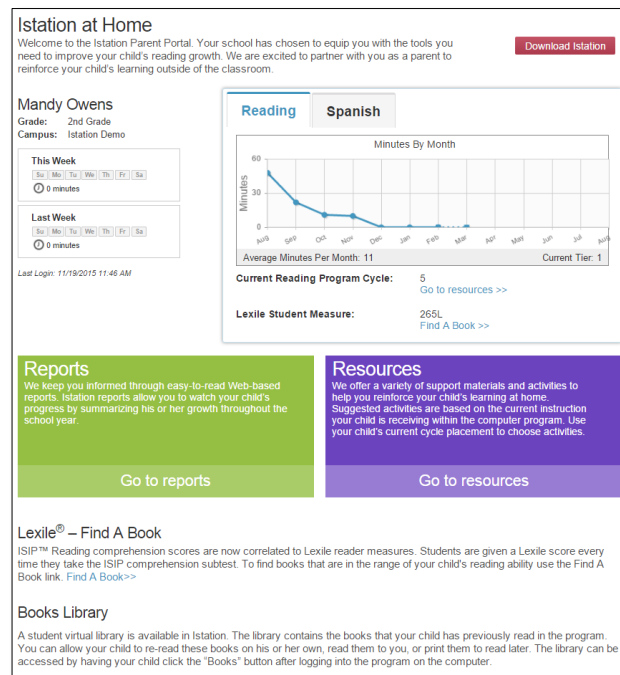 Istation at Home
Welcome to the Istation Parent Portal. Your school has chosen to equip you with the tools you
need to improve your child's reading growth. We are excited to partner with you as a parent to
reinforce your child's learning outside of the classroom.
Download Istation
Mandy Owens
Grade: 2nd Grade
Campus: Istation Demo
This Week
Su Mo Tu We Th Fr Sa
0 minutes
Last Week
Su Mo Tu We Th Fr Sa
0 minutes
Last Login: 11/19/2015 11:46 AM
Reading
Spanish
Minutes By Month
Minutes
60
30
0
Aug Sep Oct Nov Dec Jan Feb Mar Apr May Jun Jul Aug
Average Minutes Per Month: 11
Current Tier: 1
Current Reading Program Cycle: 5
Go to resources >>
Lexile Student Measure: 265L
Find A Book >>
Reports
We keep you informed through easy-to-read Web-based
reports. Istation reports allow you to watch your child's
progress by summarizing his or her growth throughout the
school year.
Go to reports
Resources
We offer a variety of support materials and activities to
help you reinforce your child's learning at home.
Suggested activities are based on the current instruction
your child is receiving within the computer program. Use
your child's current cycle placement to choose activities.
Go to resources
Lexile® – Find A Book
ISIP™ Reading comprehension scores are now correlated to Lexile reader measures. Students are given a Lexile score every
time they take the ISIP comprehension subtest. To find books that are in the range of your child's reading ability use the Find A
Book link. Find A Book>>
Books Library
A student virtual library is available in Istation. The library contains the books that your child has previously read in the program.
You can allow your child to re-read these books on his or her own, read them to you, or print them to read later. The library can be
accessed by having your child click the "Books" button after logging into the program on the computer.